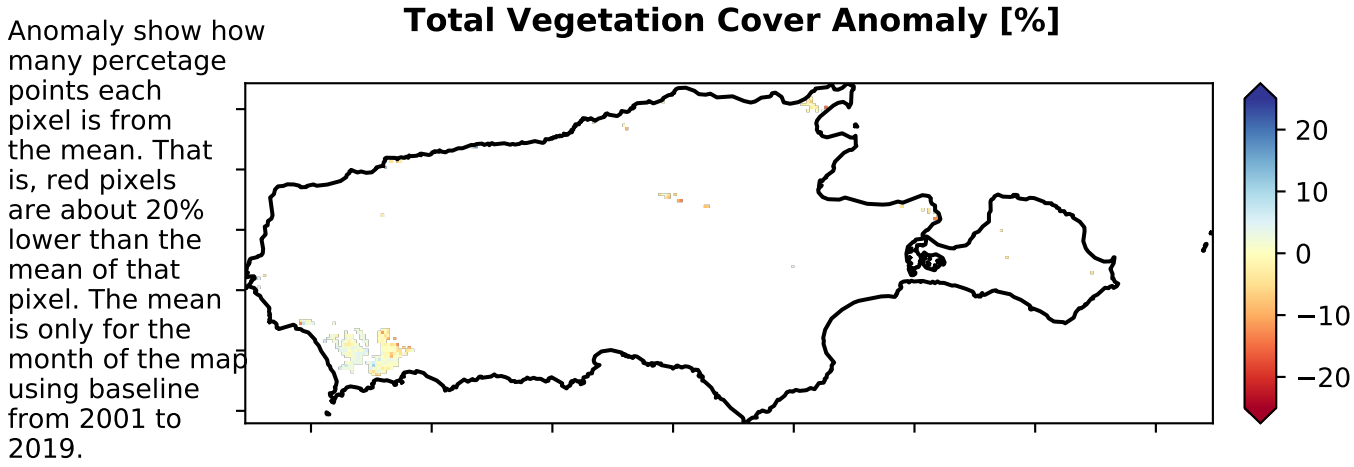 Total Vegetation Cover Anomaly [%]
Anomaly show how
many percetage
points each
pixel is from
the mean. That
is, red pixels
are about 20%
lower than the
mean of that
pixel. The mean
is only for the
month of the map
using baseline
from 2001 to
2019.
20
10
0
−10
−20